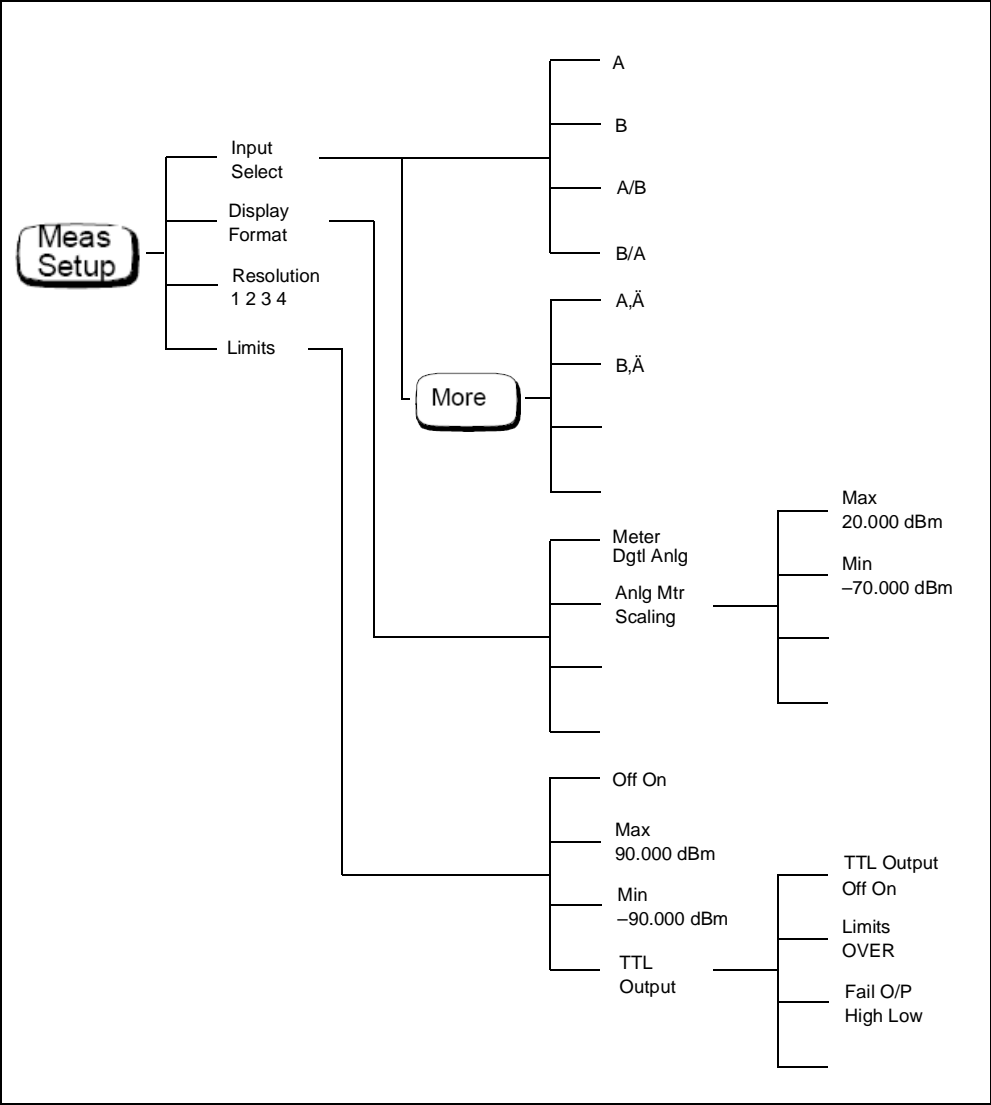 Meas
Setup
Input
Select
Display
Format
Resolution
1 2 3 4
Limits
A
B
A/B
B/A
More
A,Ä
B,Ä
Meter
Dgtl Anlg
Anlg Mtr
Scaling
Max
20.000 dBm
Min
–70.000 dBm
Off On
Max
90.000 dBm
Min
–90.000 dBm
TTL
Output
TTL Output
Off On
Limits
OVER
Fail O/P
High Low